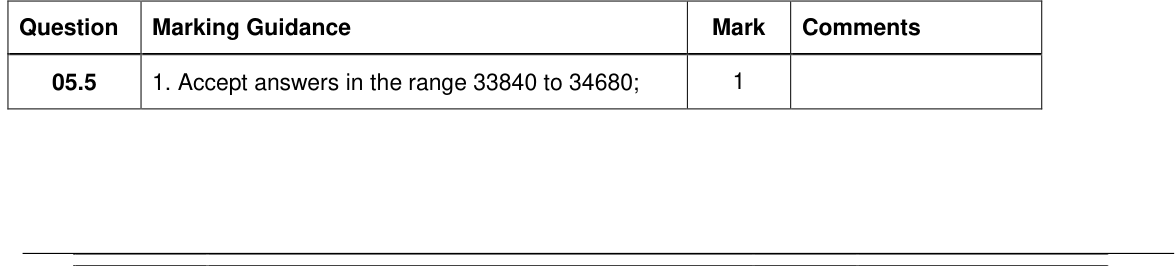 Question Marking Guidance Mark Comments
05.5 1. Accept answers in the range 33840 to 34680; 1